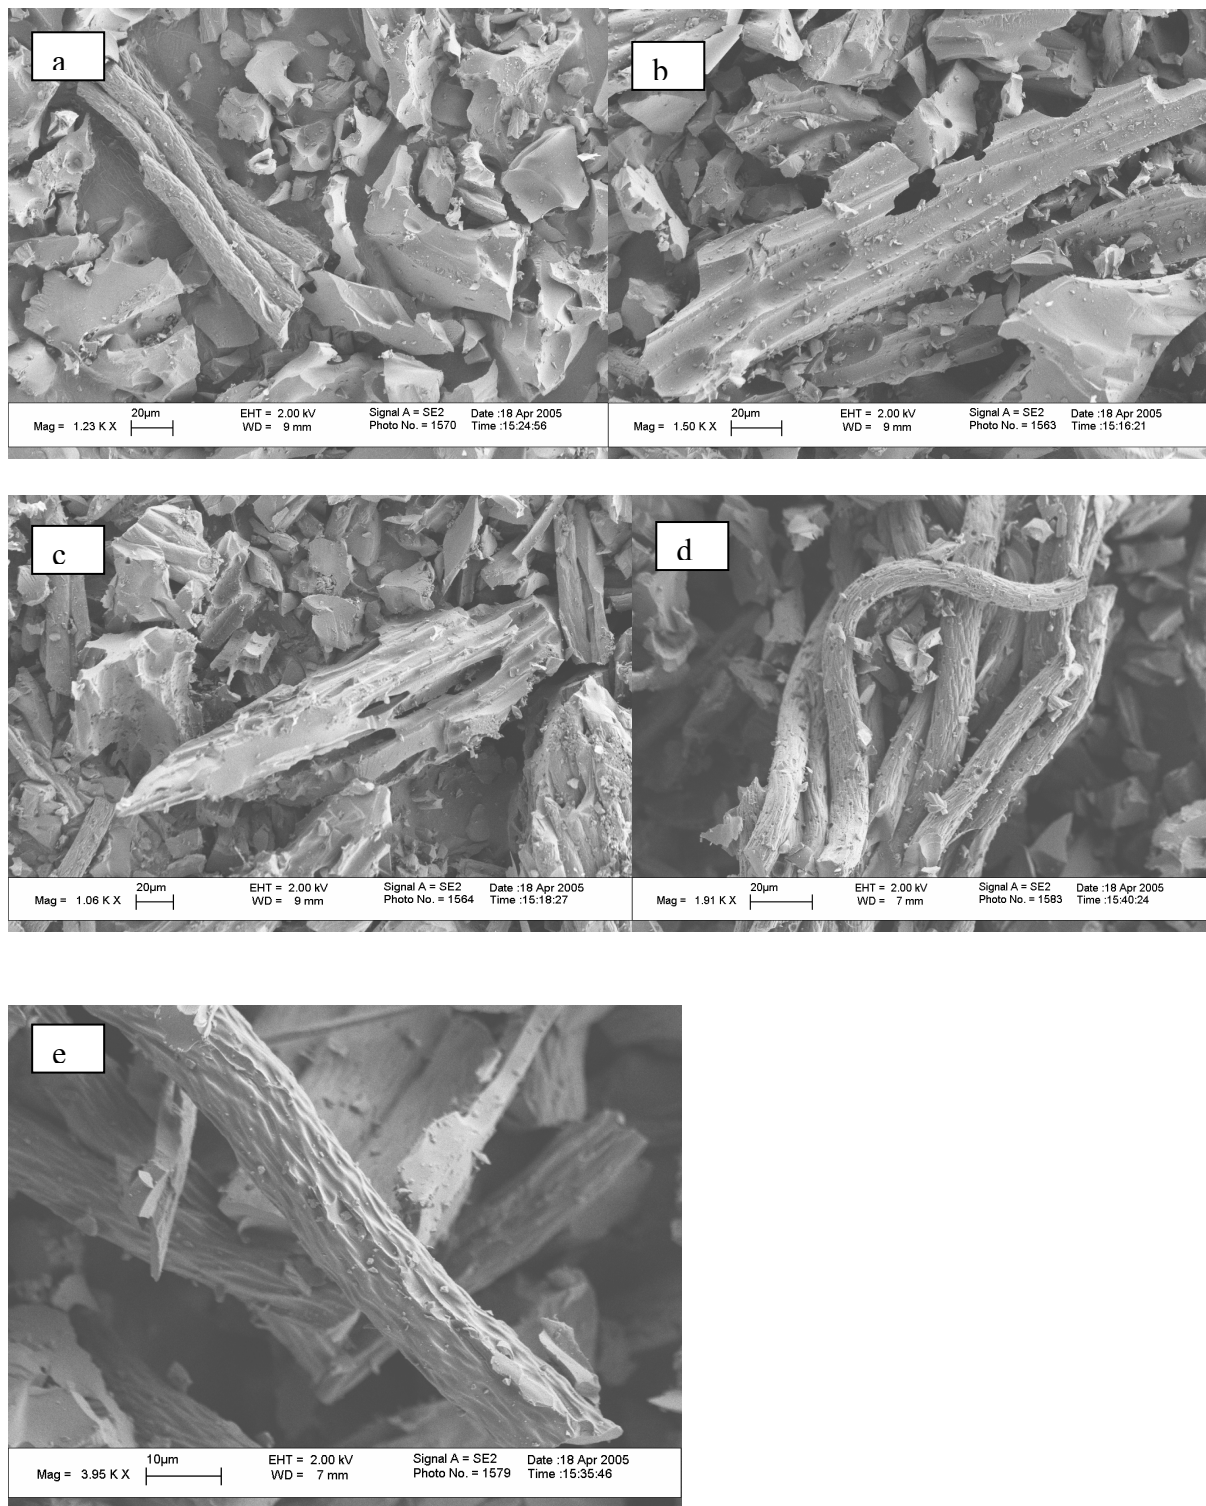 a
20µm
EHT = 2.00 kV
Signal A = SE2
Date :18 Apr 2005
Mag = 1.23 K X
WD = 9 mm
Photo No. = 1570
Time :15:24:56
b
20µm
EHT = 2.00 kV
Signal A = SE2
Date :18 Apr 2005
Mag = 1.50 K X
WD = 9 mm
Photo No. = 1563
Time :15:16:21
c
20µm
EHT = 2.00 kV
Signal A = SE2
Date :18 Apr 2005
Mag = 1.06 K X
WD = 9 mm
Photo No. = 1564
Time :15:18:27
d
20µm
EHT = 2.00 kV
Signal A = SE2
Date :18 Apr 2005
Mag = 1.91 K X
WD = 7 mm
Photo No. = 1583
Time :15:40:24
e
10µm
EHT = 2.00 kV
Signal A = SE2
Date :18 Apr 2005
Mag = 3.95 K X
WD = 7 mm
Photo No. = 1579
Time :15:35:46